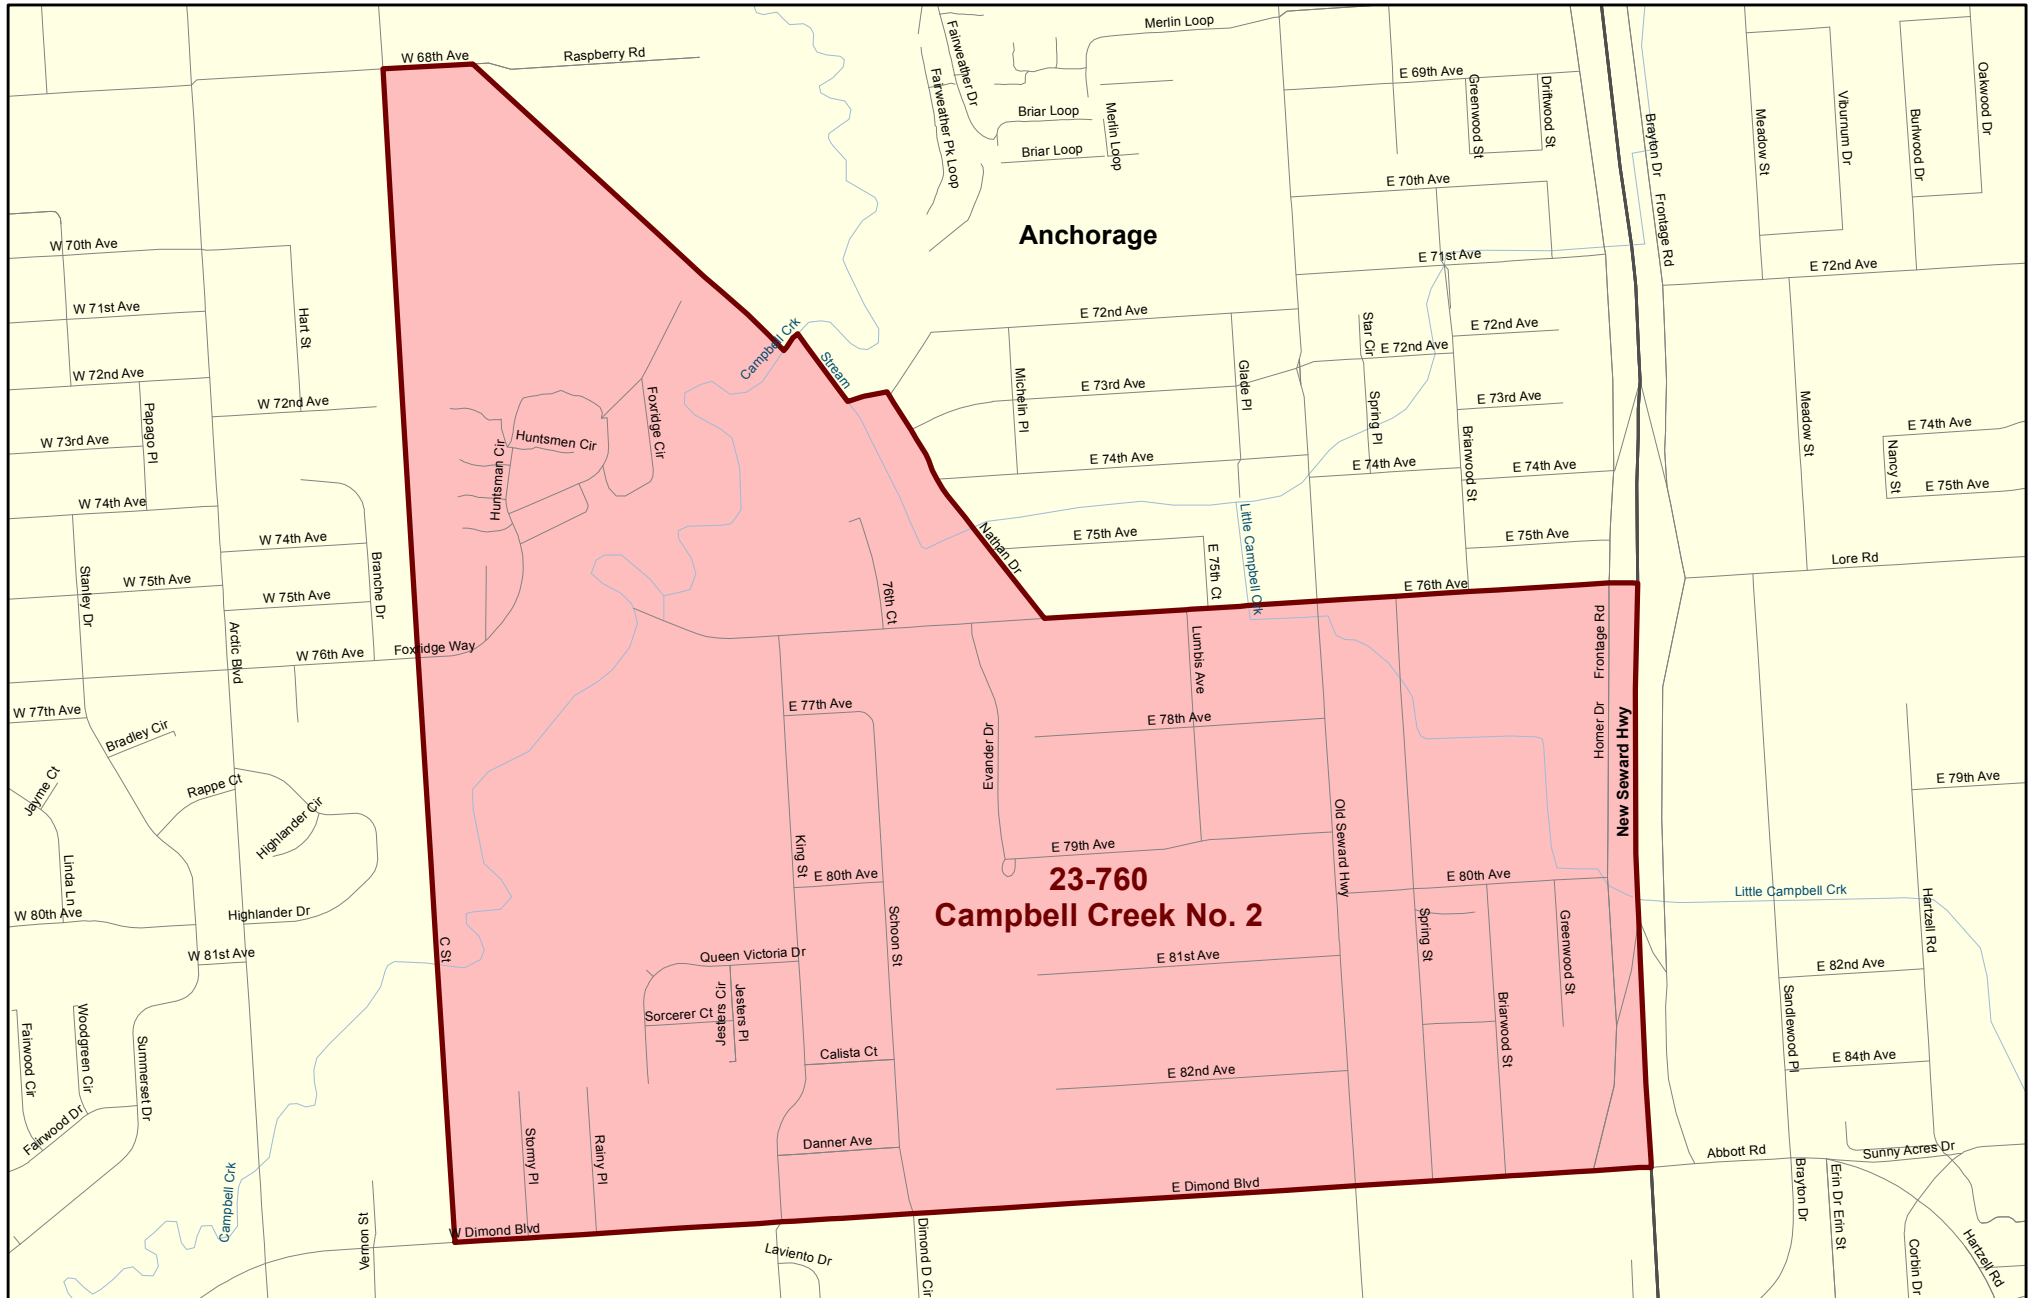 W 68th Ave
Raspberry Rd
Merlin Loop
Fairweather Dr
Fairweather Pk Loop
Briar Loop
Merlin Loop
Briar Loop
E 69th Ave
Greenwood St
Driftwood St
Brayton Dr
Frontage Rd
Meadow St
Viburnum Dr
Burlwood Dr
Oakwood Dr
E 70th Ave
Anchorage
E 71st Ave
E 72nd Ave
W 70th Ave
W 71st Ave
Hart St
W 72nd Ave
W 72nd Ave
Papago Pl
W 73rd Ave
W 74th Ave
W 74th Ave
Stanley Dr
W 75th Ave
W 75th Ave
Branche Dr
Arctic Blvd
W 76th Ave
Foxridge Way
Campbell Crk
Stream
Foxridge Cir
Huntsmen Cir
Huntsman Cir
E 72nd Ave
Michelin Pl
E 73rd Ave
Glade Pl
Star Cir
E 72nd Ave
E 72nd Ave
Spring Pl
E 73rd Ave
Briarwood St
E 74th Ave
E 74th Ave
E 74th Ave
Meadow St
E 74th Ave
Nancy St
E 75th Ave
Nathan Dr
E 75th Ave
E 75th Ct
Little Campbell Crk
E 75th Ave
E 76th Ave
Lore Rd
76th Ct
Lumbis Ave
Frontage Rd
Homer Dr
New Seward Hwy
W 77th Ave
Bradley Cir
Rappe Ct
Jayme Ct
Highlander Cir
Linda Ln
W 80th Ave
Highlander Dr
W 81st Ave
C St
E 77th Ave
Evander Dr
E 78th Ave
King St
E 79th Ave
Old Seward Hwy
E 79th Ave
E 80th Ave
23-760
Campbell Creek No. 2
E 80th Ave
Little Campbell Crk
Hartzell Rd
Schoon St
Spring St
Greenwood St
Queen Victoria Dr
E 81st Ave
E 82nd Ave
Sorcerer Ct
Jesters Cir
Jesters Pl
Briarwood St
Sandlewood Pl
Fairwood Cir
Woodgreen Cir
Summerset Dr
Calista Ct
E 82nd Ave
E 84th Ave
Fairwood Dr
Stormy Pl
Rainy Pl
Danner Ave
Abbott Rd
Sunny Acres Dr
Campbell Crk
Vernon St
W Dimond Blvd
E Dimond Blvd
Brayton Dr
Erin Dr
Erin St
Laviento Dr
Dimond D Cir
Corbin Dr
Hartzell Rd